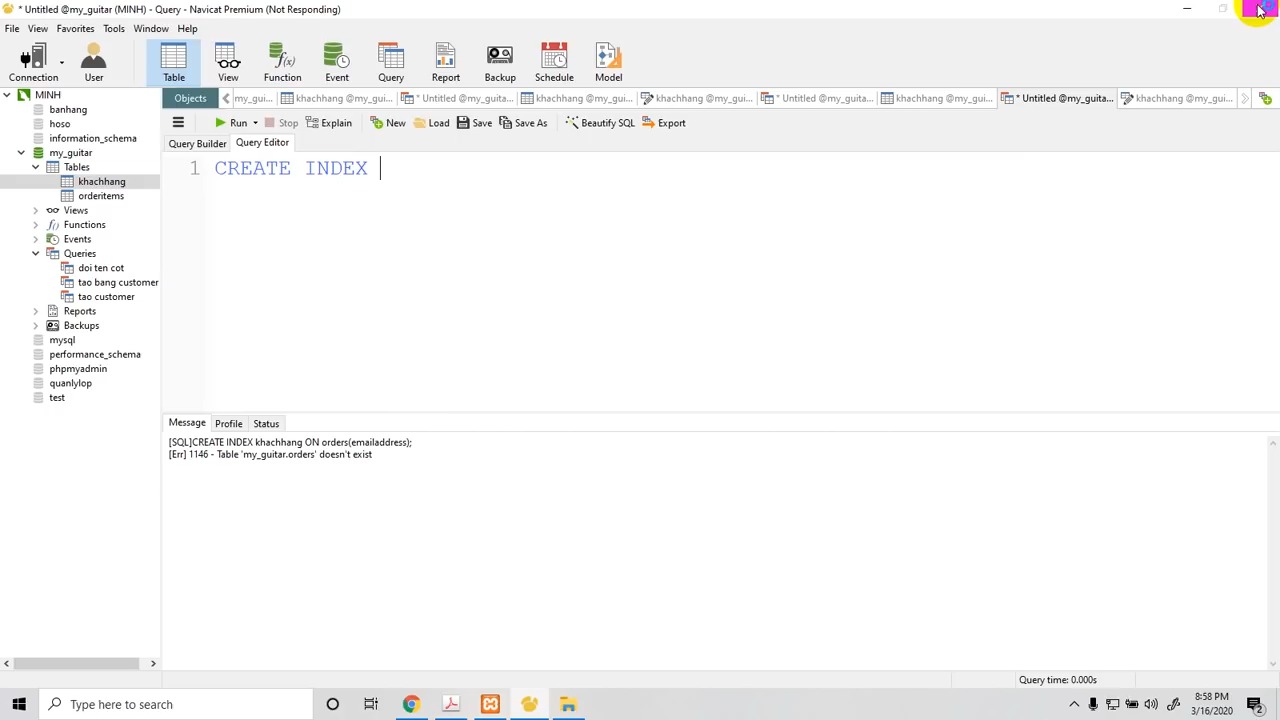 * Untitled @my_guitar (MINH) - Query - Navicat Premium (Not Responding)
File View Favorites Tools Window Help
Connection User Table View Function Event Query Report Backup Schedule Model
MINH
banhang
hoso
information_schema
my_guitar
Tables
khachhang
orderitems
Views
Functions
Events
Queries
doi ten cot
tao bang customer
tao customer
Reports
Backups
mysql
performance_schema
phpmyadmin
quanlylop
test
Objects my_gui... khachhang @my_gui... * Untitled @my_guita... khachhang @my_gui... khachhang @my_gui... * Untitled @my_guita... khachhang @my_gui... * Untitled @my_guita... khachhang @my_gui...
Run Stop Explain New Load Save Save As Beautify SQL Export
Query Builder Query Editor
1 CREATE INDEX
Message Profile Status
[SQL]CREATE INDEX khachhang ON orders(emailaddress);
[Err] 1146 - Table 'my_guitar.orders' doesn't exist
Query time: 0.000s
Type here to search
8:58 PM
3/16/2020
2